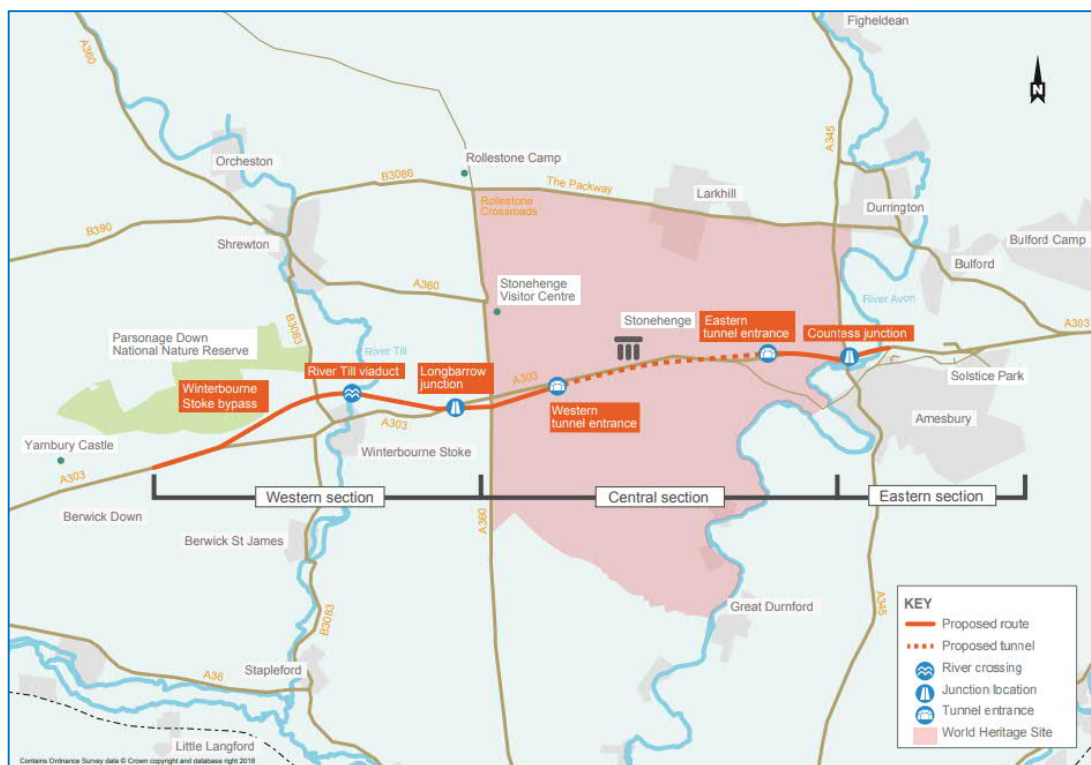 Figheldean
A360
A345
N
Orcheston
Rollestone Camp
B3086
The Packway
Larkhill
Rollestone
Crossroads
Durrington
B390
Shrewton
Bulford Camp
Bulford
A360
Stonehenge
Visitor Centre
River Avon
B3083
Parsonage Down
National Nature Reserve
River Till
Stonehenge
Eastern
tunnel entrance
Countess junction
A303
River Till viaduct
Longbarrow
junction
A303
Solstice Park
Winterbourne
Stoke bypass
A303
Western
tunnel entrance
Amesbury
Yarnbury Castle
Winterbourne Stoke
A303
Western section
Central section
Eastern section
Berwick Down
A360
Berwick St James
Great Durnford
A345
B3083
Stapleford
A36
Little Langford
KEY
Proposed route
Proposed tunnel
River crossing
Junction location
Tunnel entrance
World Heritage Site
Contains Ordnance Survey data © Crown copyright and database right 2018